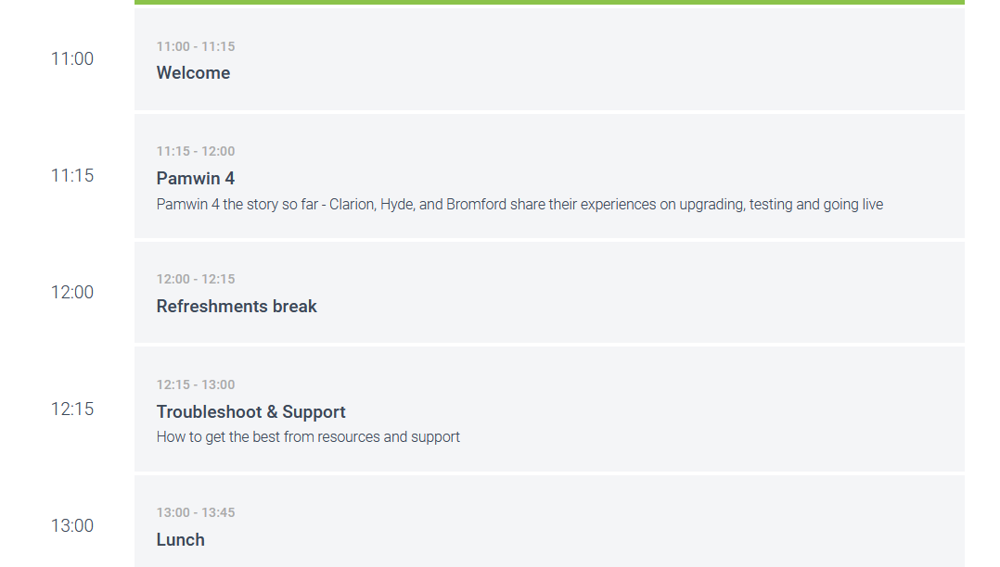 11:00
11:00 - 11:15
Welcome
11:15
11:15 - 12:00
Pamwin 4
Pamwin 4 the story so far - Clarion, Hyde, and Bromford share their experiences on upgrading, testing and going live
12:00
12:00 - 12:15
Refreshments break
12:15
12:15 - 13:00
Troubleshoot & Support
How to get the best from resources and support
13:00
13:00 - 13:45
Lunch